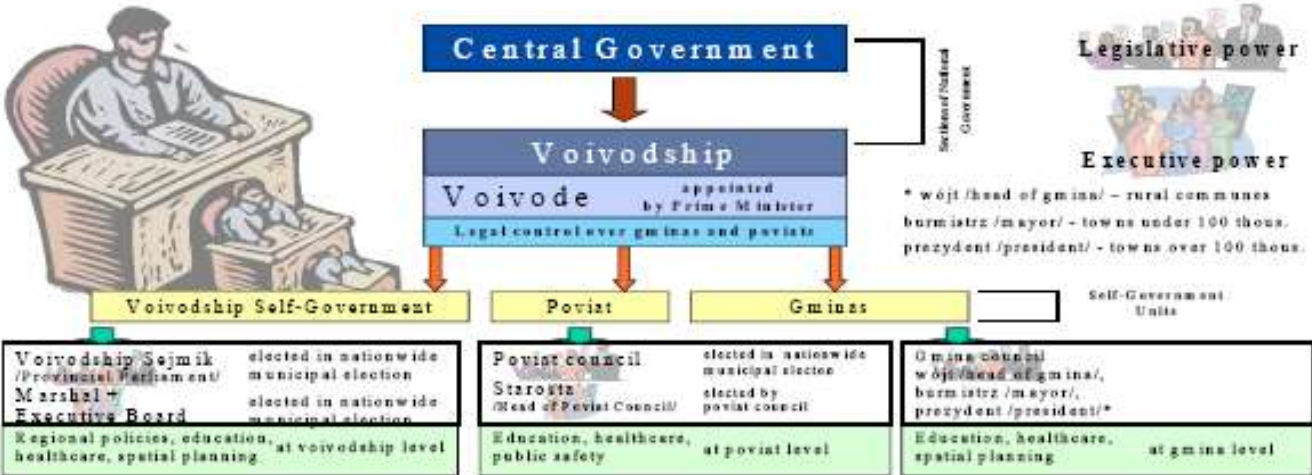 Central Government
Sections of National
Government
Legislative power
Voivodship
Executive power
Voivode
appointed
by Prime Minister
Legal control over gminas and poviats
* wójt /head of gmina/ – rural communes
burmistrz /mayor/ - towns under 100 thous.
prezydent /president/ - towns over 100 thous.
Voivodship Self-Government
Poviat
Gminas
Self-Government
Units
Voivodship Sejmik
/Provincial Parliament/
elected in nationwide
municipal election
Marshal +
Executive Board
elected in nationwide
municipal election
Regional policies, education,
healthcare, spatial planning
at voivodship level
Poviat council
elected in nationwide
municipal electon
Starosta
/Head of Poviat Council/
elected by
poviat council
Education, healthcare,
public safety
at poviat level
Gmina council
wójt /head of gmina/,
burmistrz /mayor/,
prezydent /president/*
Education, healthcare,
spatial planning
at gmina level